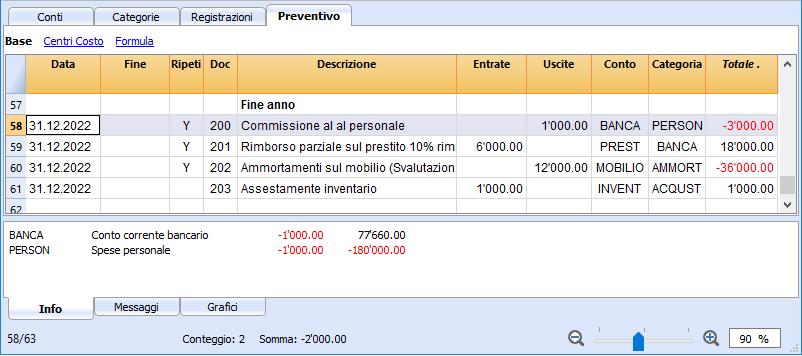 Conti Categorie Registrazioni Preventivo
Base Centri Costo Formula
Data Fine Ripeti Doc Descrizione Entrate Uscite Conto Categoria Totale .
57 Fine anno
58 31.12.2022 Y 200 Commissione al al personale 1'000.00 BANCA PERSON -3'000.00
59 31.12.2022 Y 201 Rimborso parziale sul prestito 10% rim 6'000.00 PREST BANCA 18'000.00
60 31.12.2022 Y 202 Ammortamenti sul mobilio (Svalutazion 12'000.00 MOBILIO AMMORT -36'000.00
61 31.12.2022 203 Assestamente inventario 1'000.00 INVENT ACQUST 1'000.00
62
BANCA Conto corrente bancario -1'000.00 77'660.00
PERSON Spese personale -1'000.00 -180'000.00
Info Messaggi Grafici
58/63 Conteggio: 2 Somma: -2'000.00 90 %